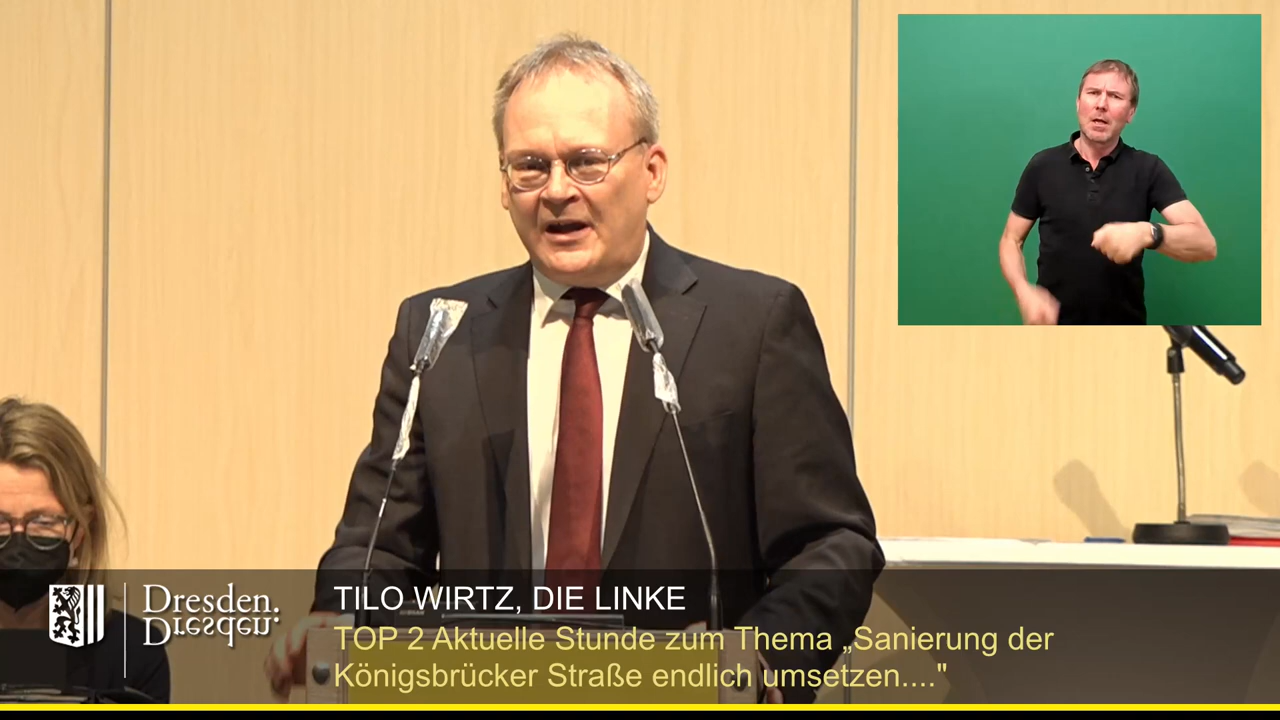 Dresden.
Dresden.
TILO WIRTZ, DIE LINKE
TOP 2 Aktuelle Stunde zum Thema „Sanierung der
Königsbrücker Straße endlich umsetzen...."